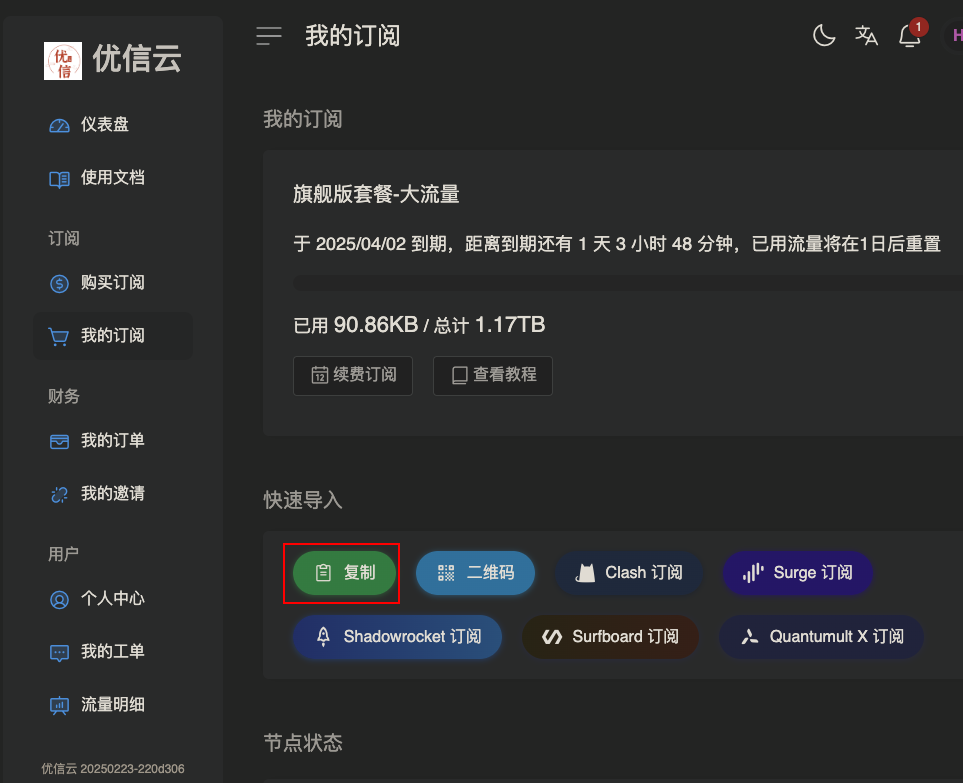 优信
优信云
我的订阅
1
H
仪表盘
使用文档
订阅
购买订阅
我的订阅
财务
我的订单
我的邀请
用户
个人中心
我的工单
流量明细
优信云 20250223-220d306
我的订阅
旗舰版套餐-大流量
于 2025/04/02 到期，距离到期还有 1 天 3 小时 48 分钟，已用流量将在1日后重置
已用 90.86KB / 总计 1.17TB
12 续费订阅 查看教程
快速导入
复制 二维码 Clash 订阅 Surge 订阅
Shadowrocket 订阅 Surfboard 订阅 Quantumult X 订阅
节点状态